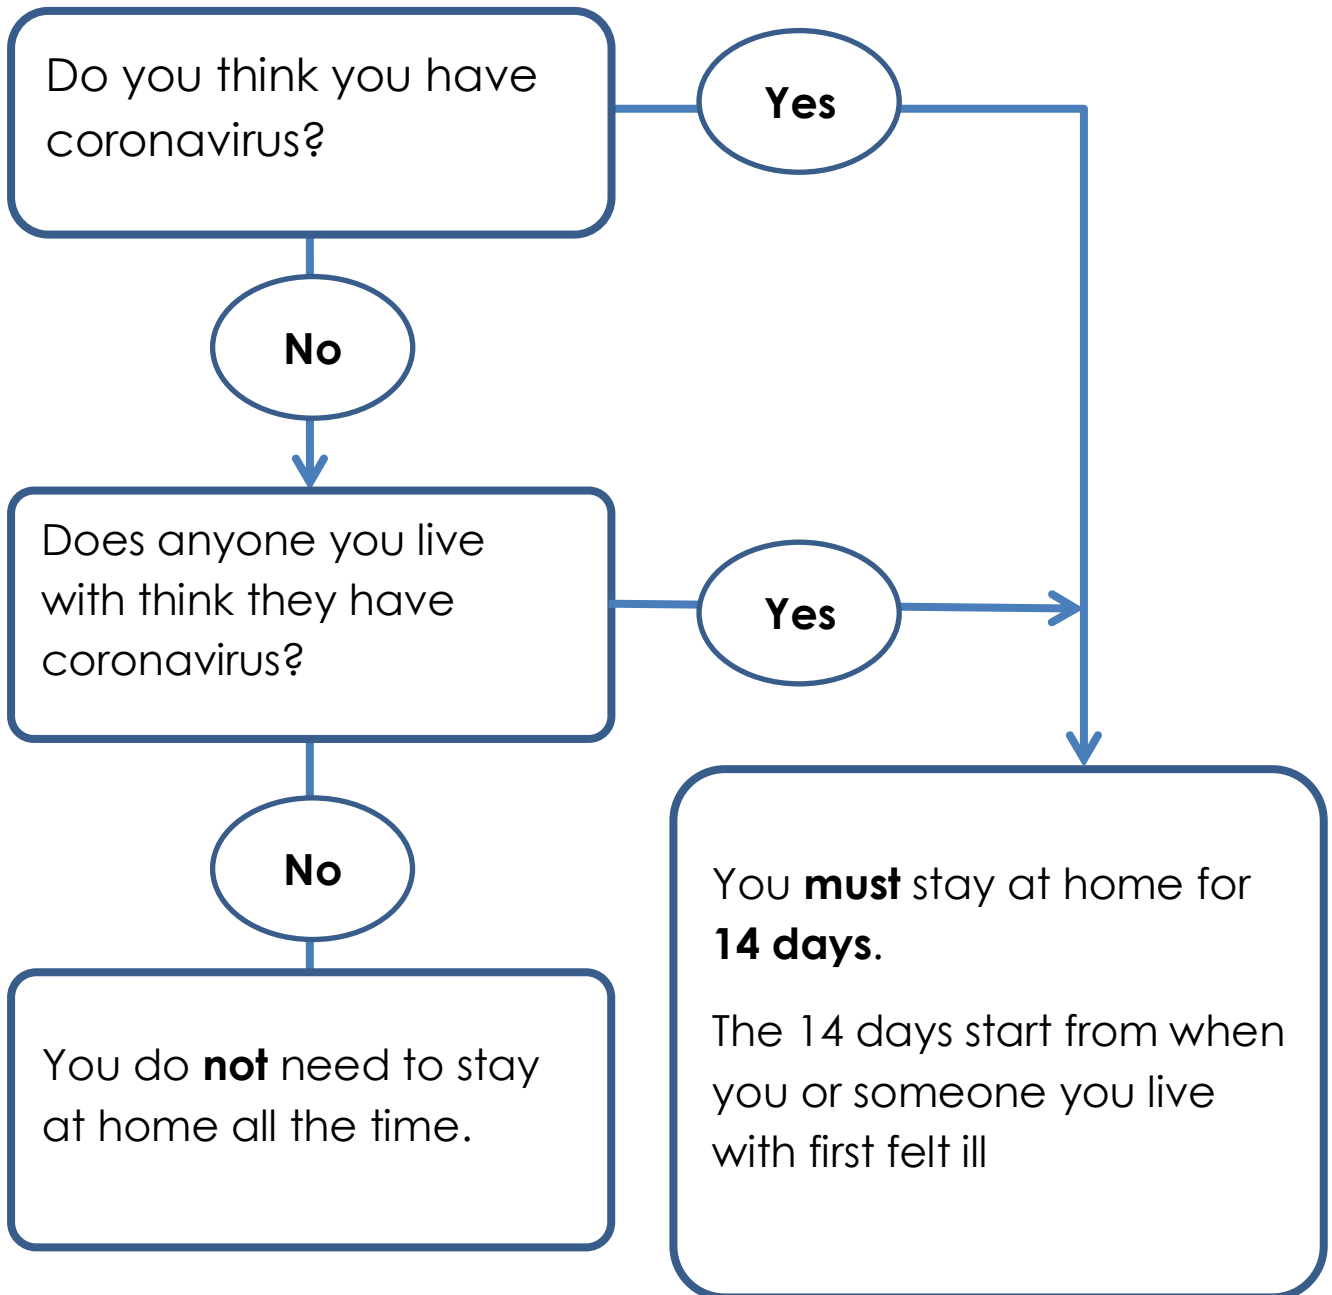 Do you think you have
coronavirus?
Yes
No
Does anyone you live
with think they have
coronavirus?
Yes
No
You must stay at home for
14 days.
The 14 days start from when
you or someone you live
with first felt ill
You do not need to stay
at home all the time.